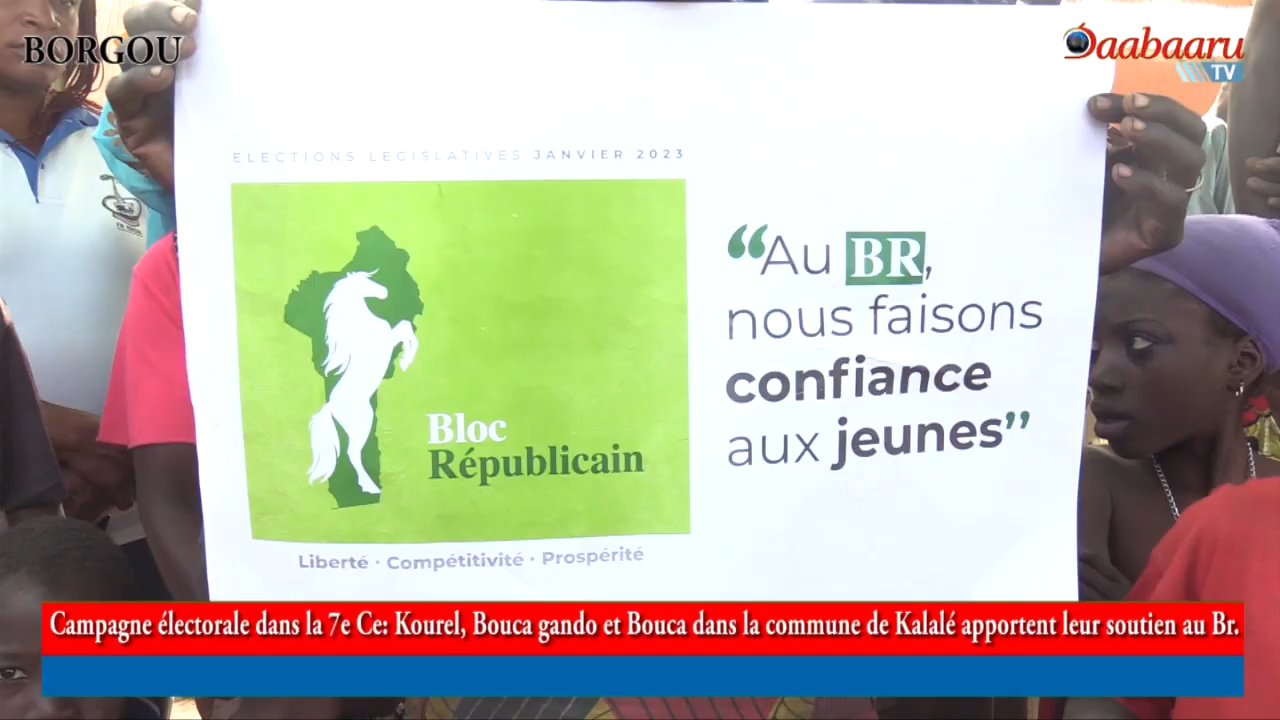 BORGOU
Daabaaru
TV
ELECTIONS LEGISLATIVES JANVIER 2023
Bloc
Républicain
Liberté · Compétitivité · Prospérité
“Au BR,
nous faisons
confiance
aux jeunes”
Campagne électorale dans la 7e Ce: Kourel, Bouca gando et Bouca dans la commune de Kalalé apportent leur soutien au Br.